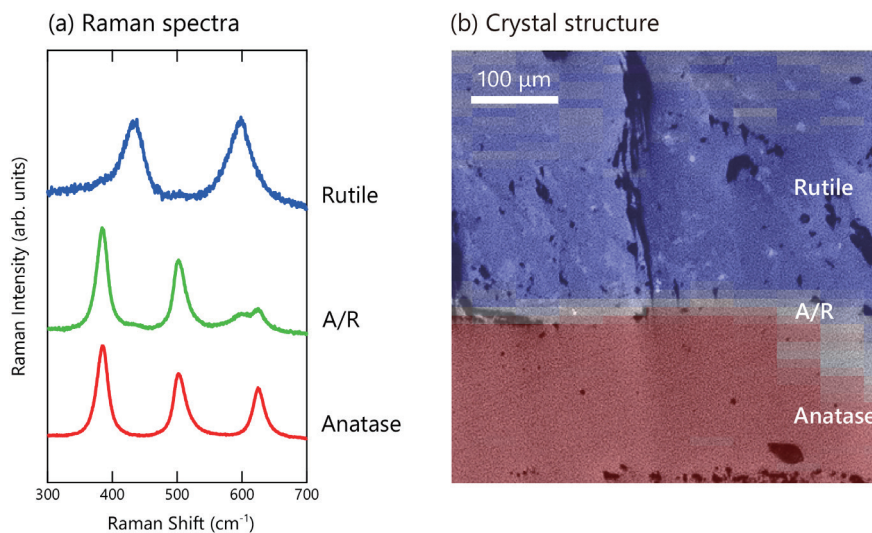 (a) Raman spectra
Raman Intensity (arb. units)
Rutile
A/R
Anatase
300 400 500 600 700
Raman Shift (cm⁻¹)
(b) Crystal structure
100 μm
Rutile
A/R
Anatase